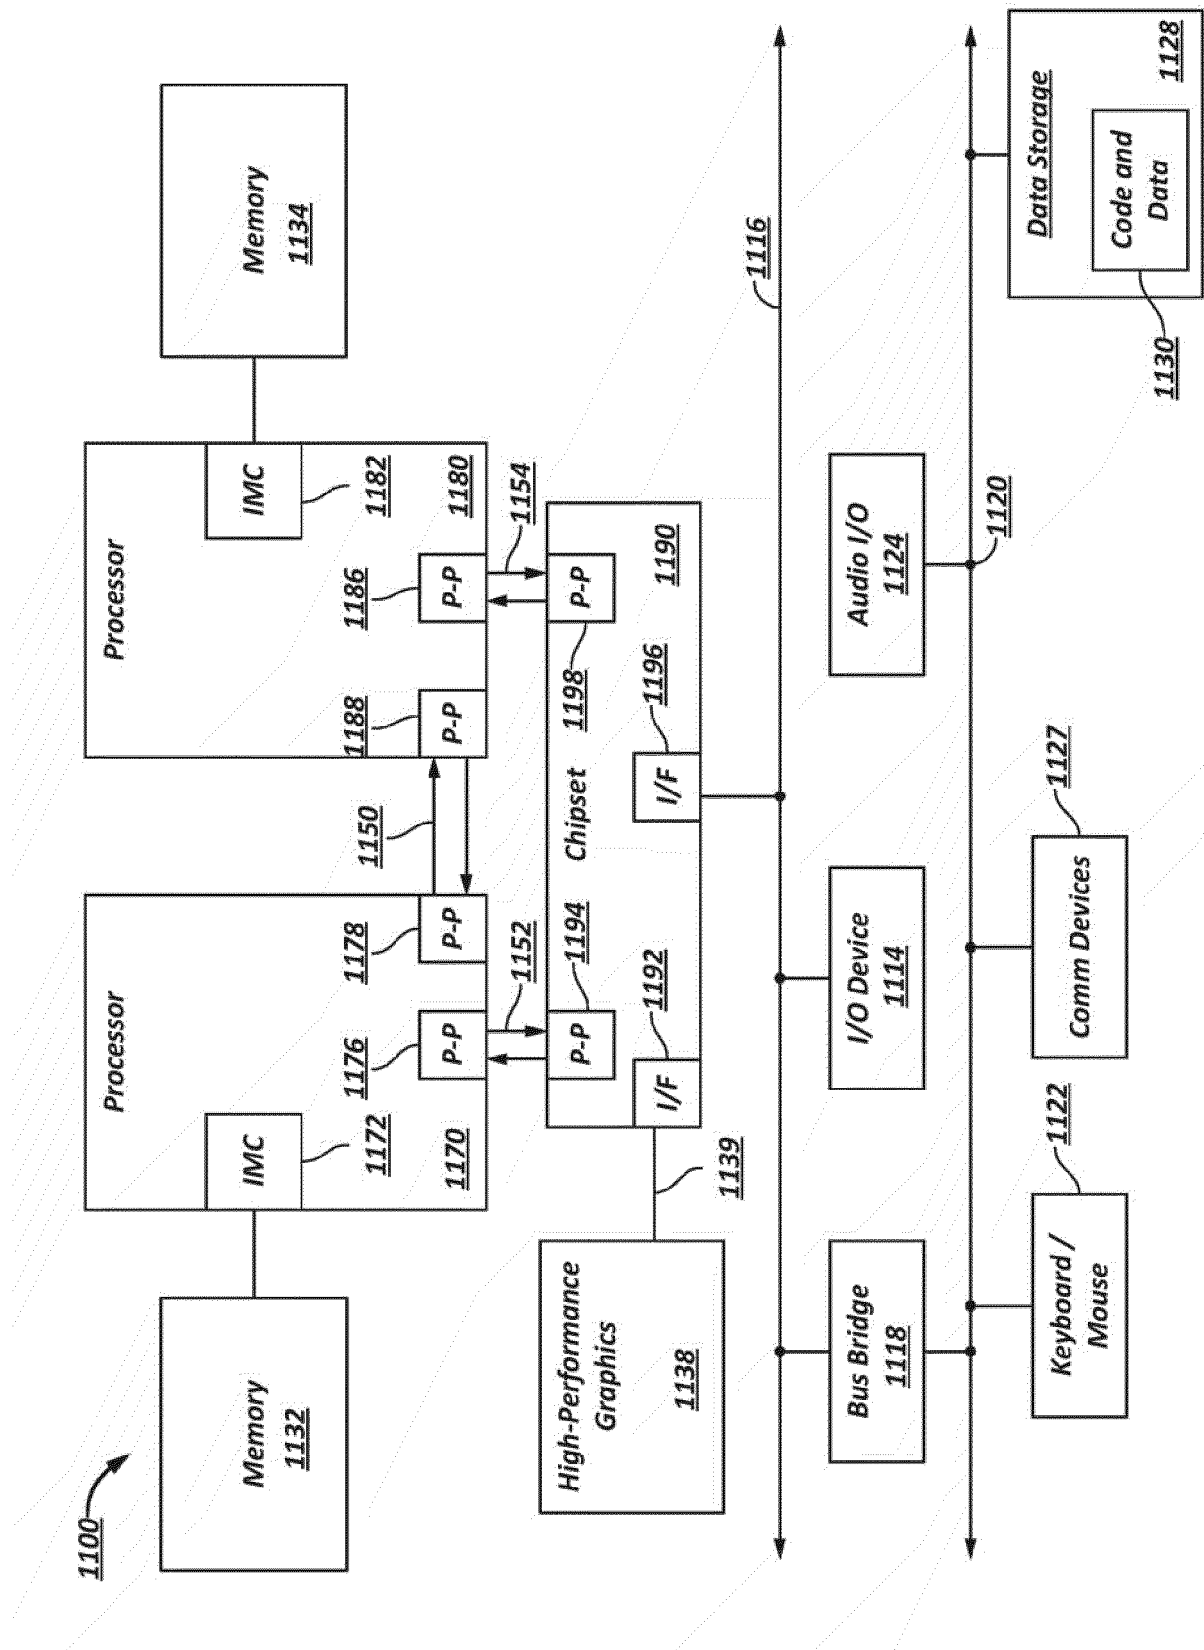 1100
Memory
1132
Processor
IMC
1172
1170
1176
P-P
1178
P-P
1150
Processor
1188
P-P
1186
P-P
IMC
1182
1180
Memory
1134
1152
1154
High-Performance
Graphics
1138
1139
P-P
1194
I/F
1192
Chipset
P-P
1198
I/F
1196
1190
1116
Bus Bridge
1118
I/O Device
1114
Audio I/O
1124
1120
Keyboard /
Mouse
1122
Comm Devices
1127
Data Storage
Code and
Data
1128
1130